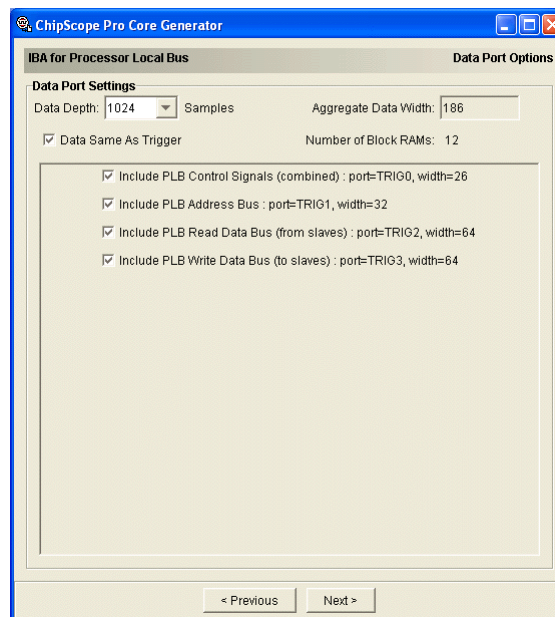 ChipScope Pro Core Generator
IBA for Processor Local Bus Data Port Options
Data Port Settings
Data Depth: 1024 Samples Aggregate Data Width: 186
Data Same As Trigger Number of Block RAMs: 12
Include PLB Control Signals (combined) : port=TRIG0, width=26
Include PLB Address Bus : port=TRIG1, width=32
Include PLB Read Data Bus (from slaves) : port=TRIG2, width=64
Include PLB Write Data Bus (to slaves) : port=TRIG3, width=64
< Previous Next >